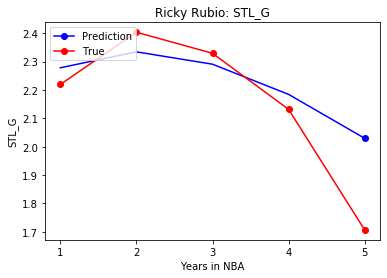 Ricky Rubio: STL_G
Prediction
True
STL_G
2.4
2.3
2.2
2.1
2.0
1.9
1.8
1.7
1 2 3 4 5
Years in NBA